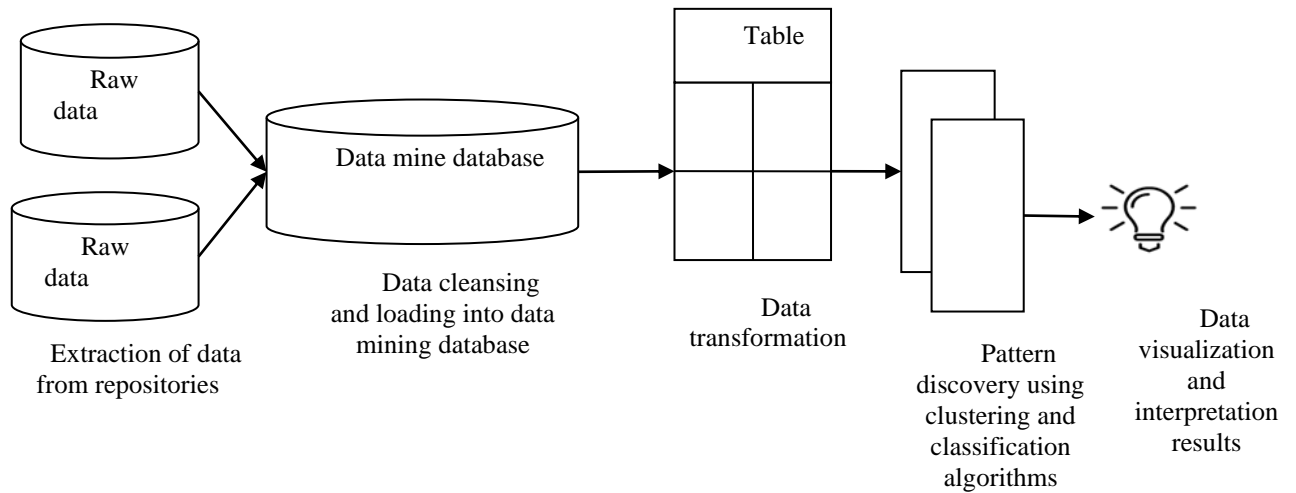 Raw
data
Raw
data
Extraction of data
from repositories
Data mine database
Data cleansing
and loading into data
mining database
Table
Data
transformation
Pattern
discovery using
clustering and
classification
algorithms
Data
visualization
and
interpretation
results